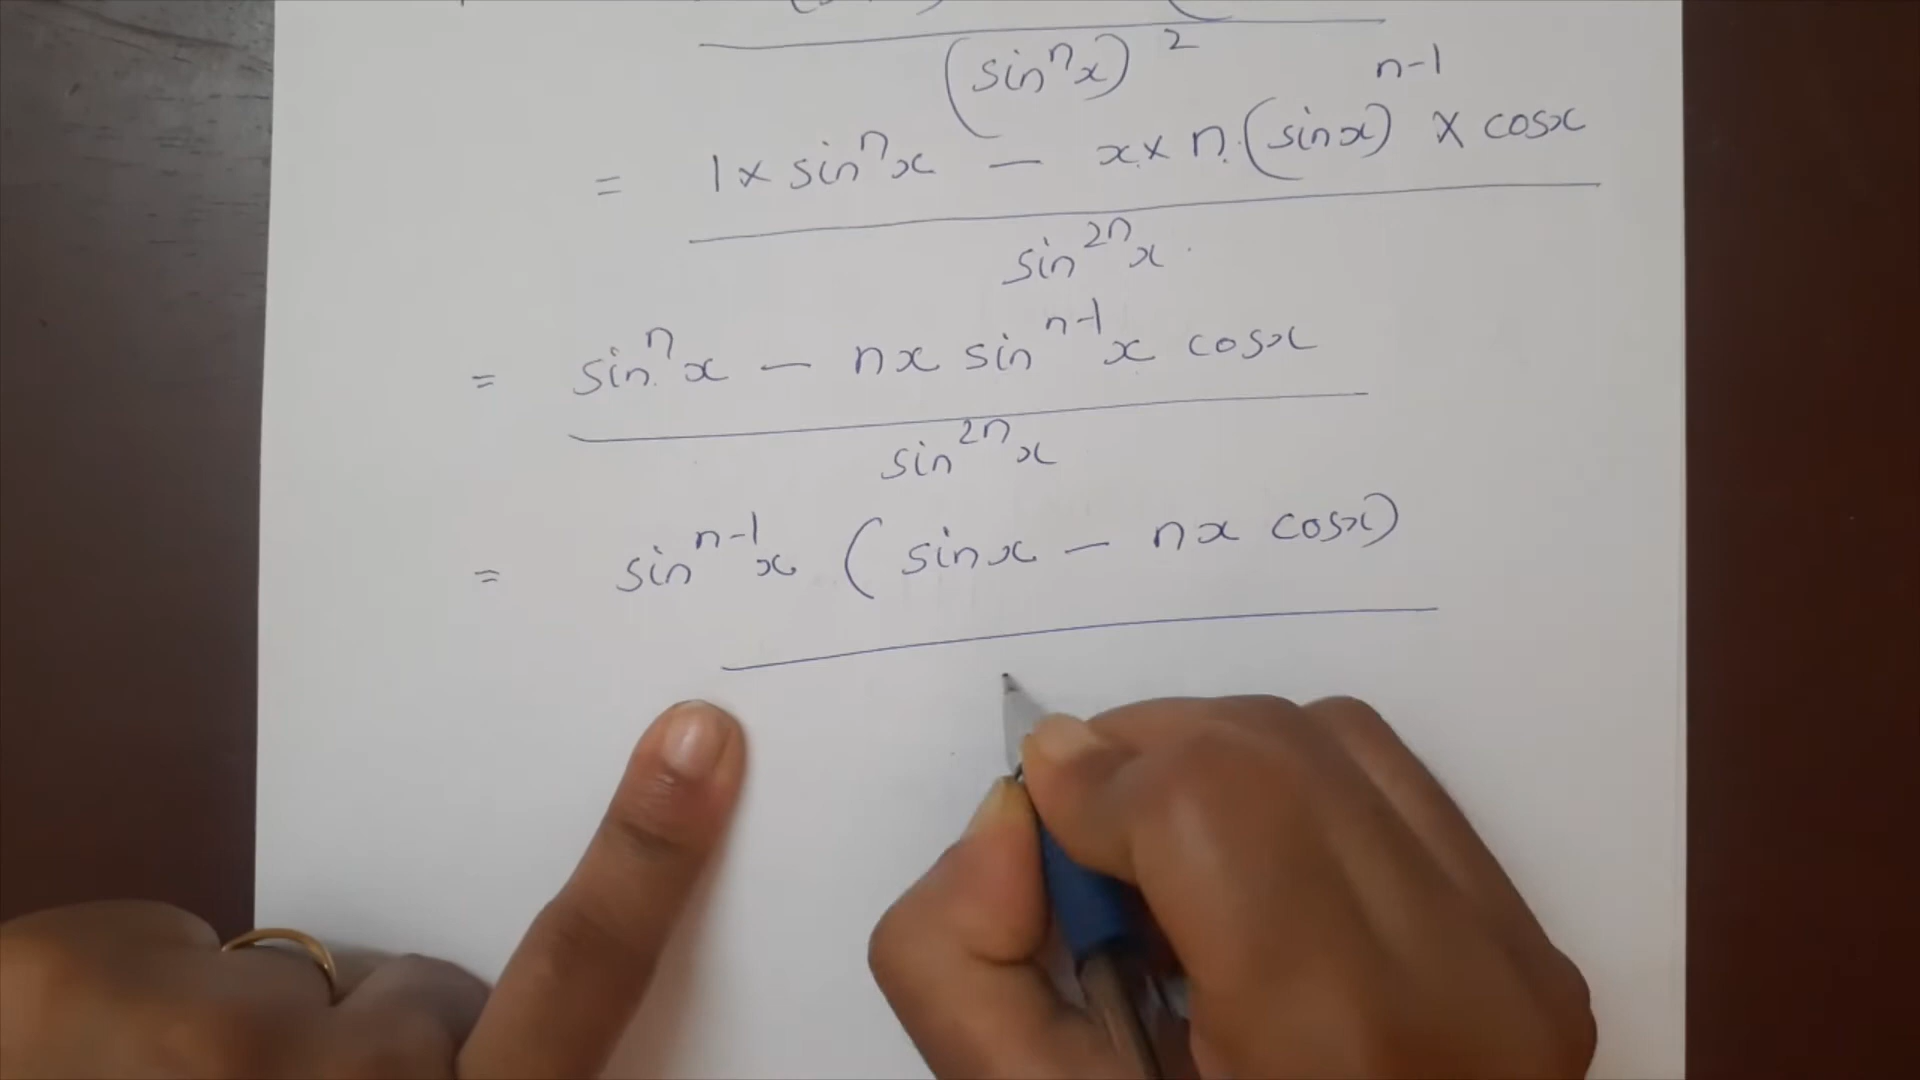 (sinⁿx)²
= 1 × sinⁿx — x × n.(sinx)ⁿ⁻¹ × cosx
sin²ⁿx
= sinⁿx — nx sinⁿ⁻¹x cosx
sin²ⁿx
= sinⁿ⁻¹x (sinx — nx cosx)